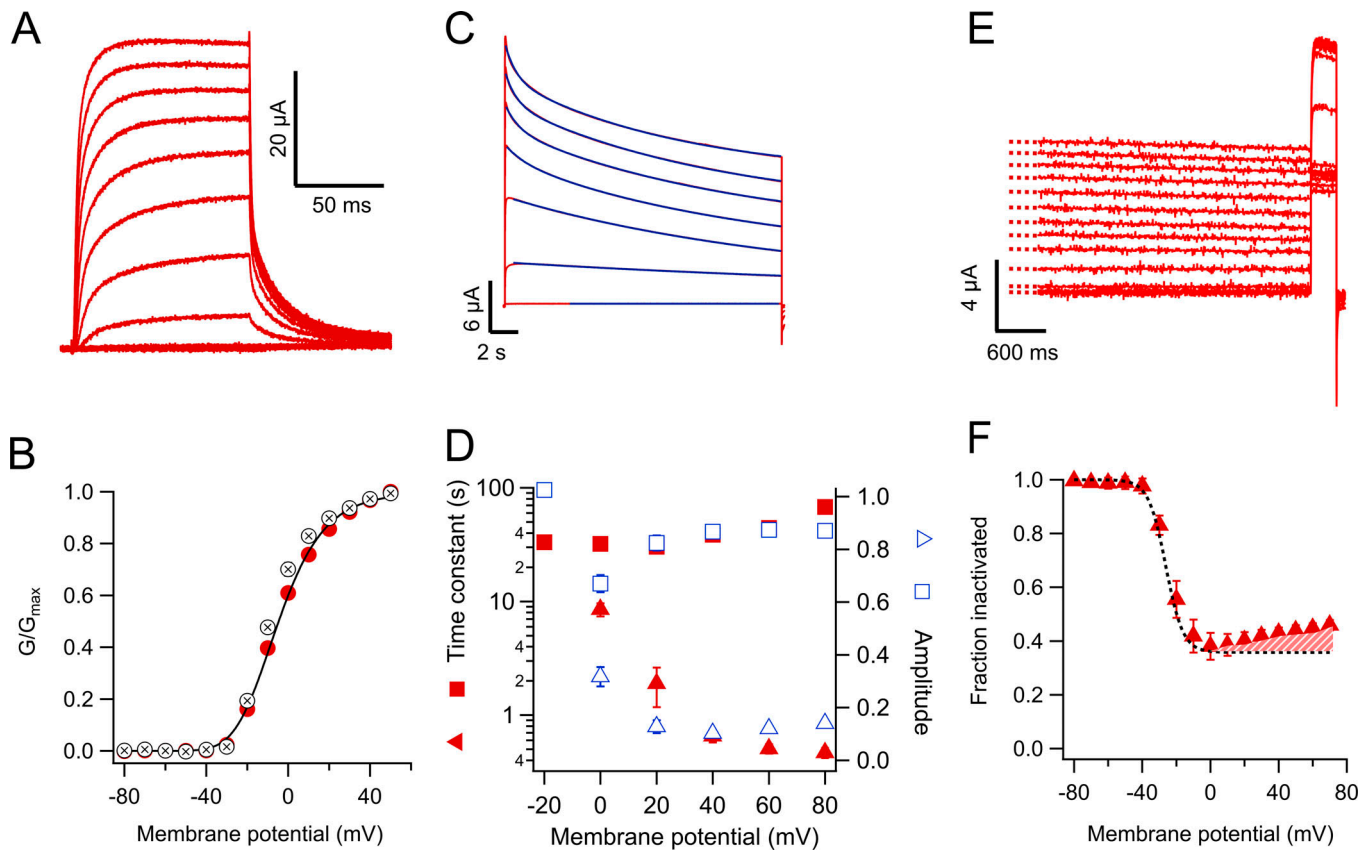 A
20 µA
50 ms
C
6 µA
2 s
E
4 µA
600 ms
B
G/Gmax
1.0
0.8
0.6
0.4
0.2
0.0
-80
-40
0
40
Membrane potential (mV)
D
Time constant (s)
100
4
2
10
4
2
1
4
1.0
0.8
0.6
0.4
0.2
0.0
Amplitude
-20
0
20
40
60
80
Membrane potential (mV)
F
Fraction inactivated
1.0
0.8
0.6
0.4
0.2
0.0
-80
-40
0
40
80
Membrane potential (mV)